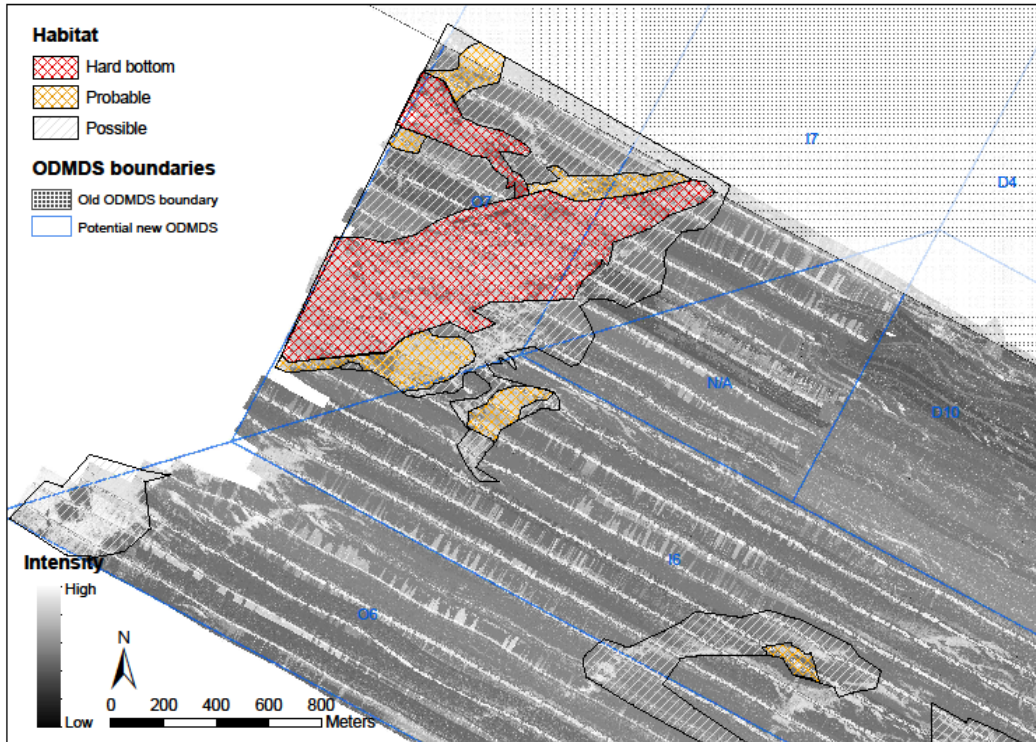 Habitat
Hard bottom
Probable
Possible
ODMDS boundaries
Old ODMDS boundary
Potential new ODMDS
I7
D4
N/A
D10
I6
O6
Intensity
High
Low
N
0 200 400 600 800
Meters